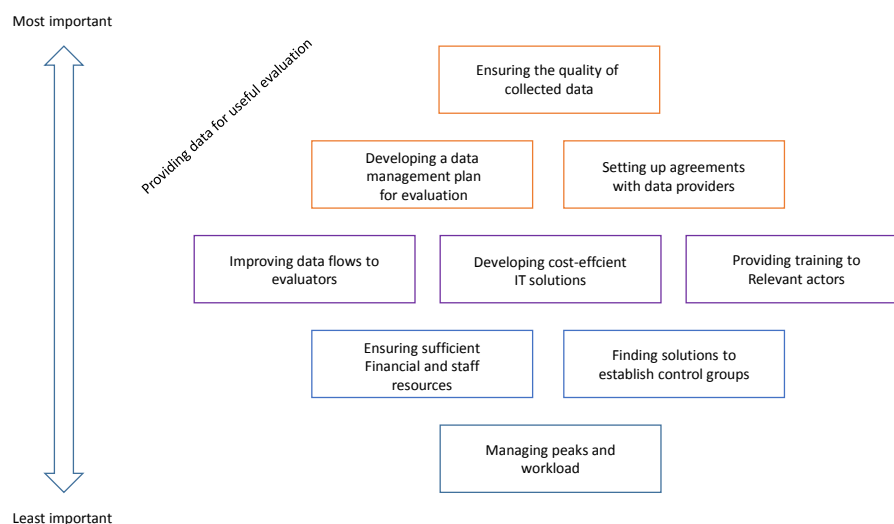 Most important
Providing data for useful evaluation
Ensuring the quality of
collected data
Developing a data
management plan
for evaluation
Setting up agreements
with data providers
Improving data flows to
evaluators
Developing cost-effcient
IT solutions
Providing training to
Relevant actors
Ensuring sufficient
Financial and staff
resources
Finding solutions to
establish control groups
Managing peaks and
workload
Least important